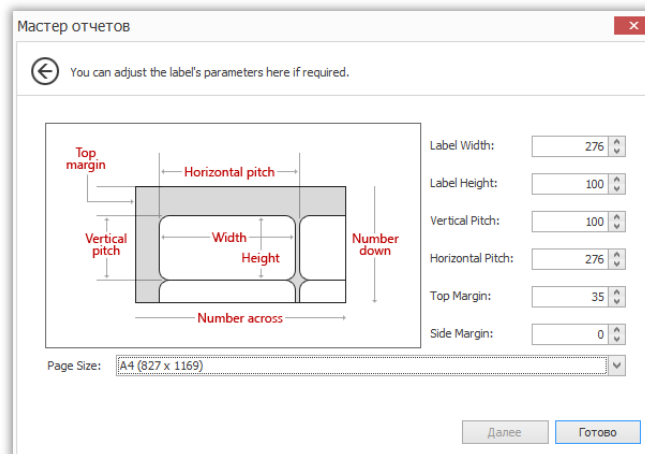 Мастер отчетов
You can adjust the label's parameters here if required.
Top
margin
Horizontal pitch
Vertical
pitch
Width
Height
Number
down
Number across
Label Width:
276
Label Height:
100
Vertical Pitch:
100
Horizontal Pitch:
276
Top Margin:
35
Side Margin:
0
Page Size:
A4 (827 x 1169)
Далее
Готово